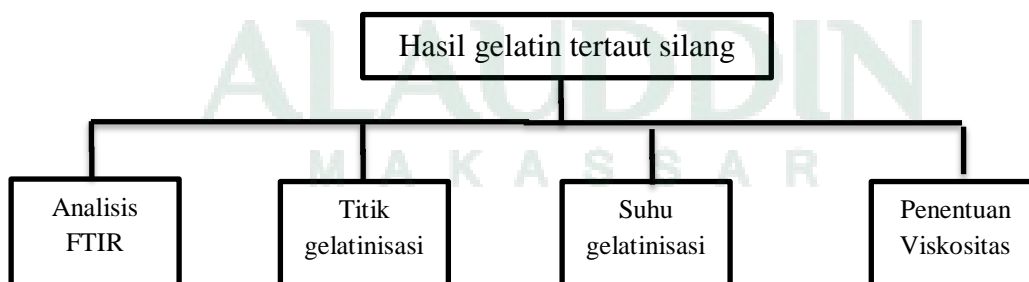 ALAUDDIN
Hasil gelatin tertaut silang
MAKASSAR
Analisis
FTIR
Titik
gelatinisasi
Suhu
gelatinisasi
Penentuan
Viskositas